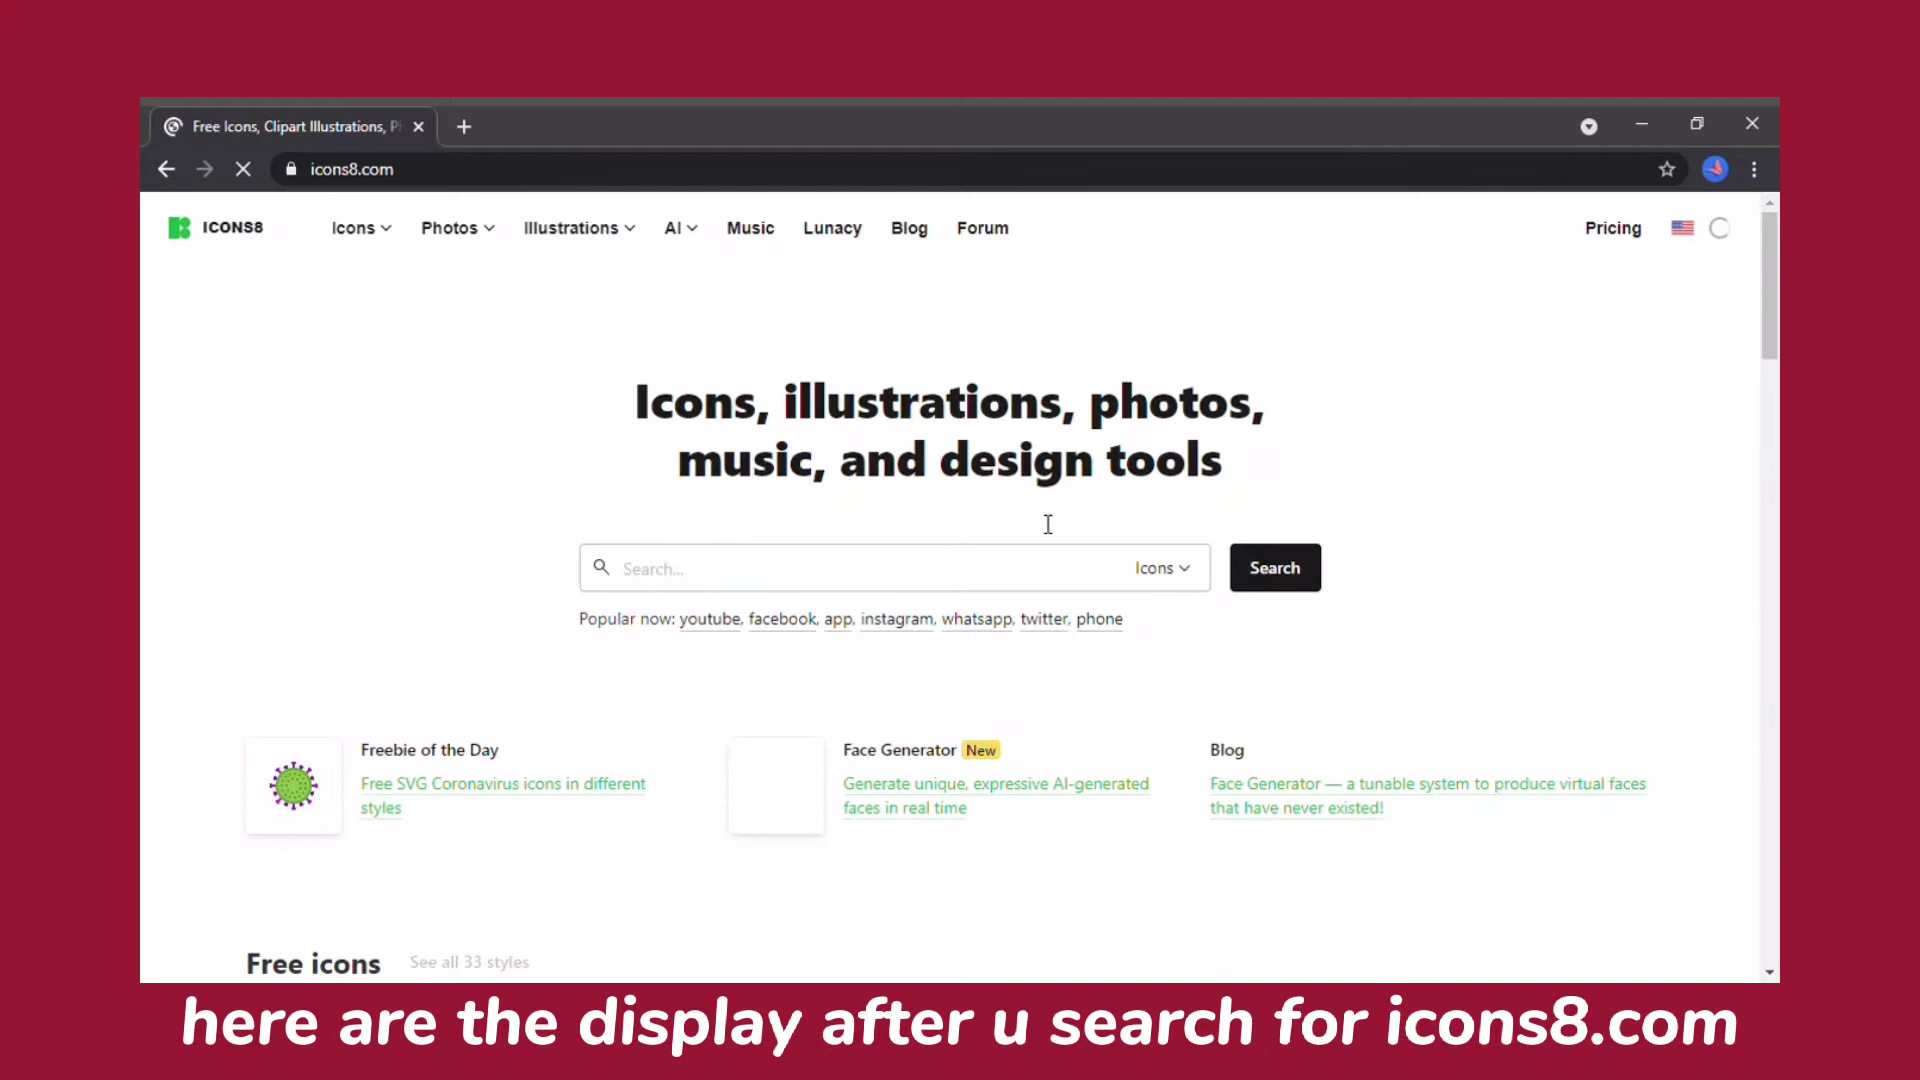 Free Icons, Clipart Illustrations, P
icons8.com
ICONS8 Icons Photos Illustrations AI Music Lunacy Blog Forum Pricing
Icons, illustrations, photos,
music, and design tools
Search... Icons Search
Popular now: youtube, facebook, app, instagram, whatsapp, twitter, phone
Freebie of the Day
Free SVG Coronavirus icons in different
styles
Face Generator New
Generate unique, expressive AI-generated
faces in real time
Blog
Face Generator — a tunable system to produce virtual faces
that have never existed!
Free icons See all 33 styles
here are the display after u search for icons8.com